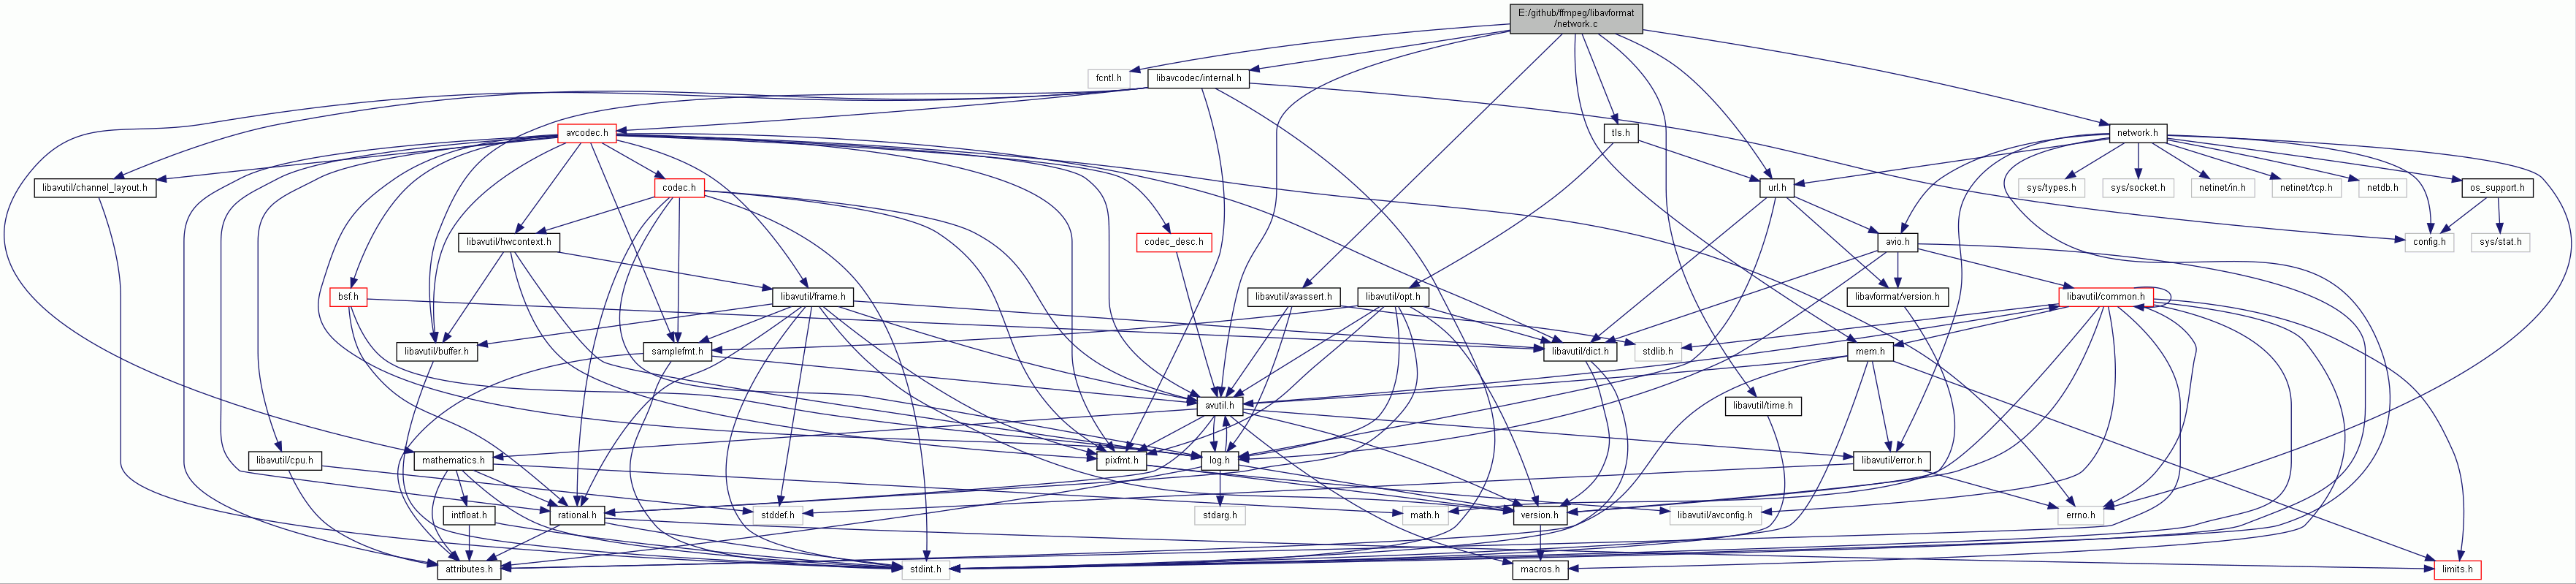 E:/github/ffmpeg/libavformat
/network.c
fcntl.h
libavcodec/internal.h
avcodec.h
tls.h
network.h
libavutil/channel_layout.h
codec.h
url.h
sys/types.h
sys/socket.h
netinet/in.h
netinet/tcp.h
netdb.h
os_support.h
libavutil/hwcontext.h
codec_desc.h
avio.h
config.h
sys/stat.h
bsf.h
libavutil/frame.h
libavutil/avassert.h
libavutil/opt.h
libavformat/version.h
libavutil/common.h
libavutil/buffer.h
samplefmt.h
libavutil/dict.h
stdlib.h
mem.h
avutil.h
libavutil/time.h
libavutil/cpu.h
mathematics.h
pixfmt.h
log.h
libavutil/error.h
intfloat.h
rational.h
stddef.h
stdarg.h
math.h
version.h
libavutil/avconfig.h
errno.h
attributes.h
stdint.h
macros.h
limits.h